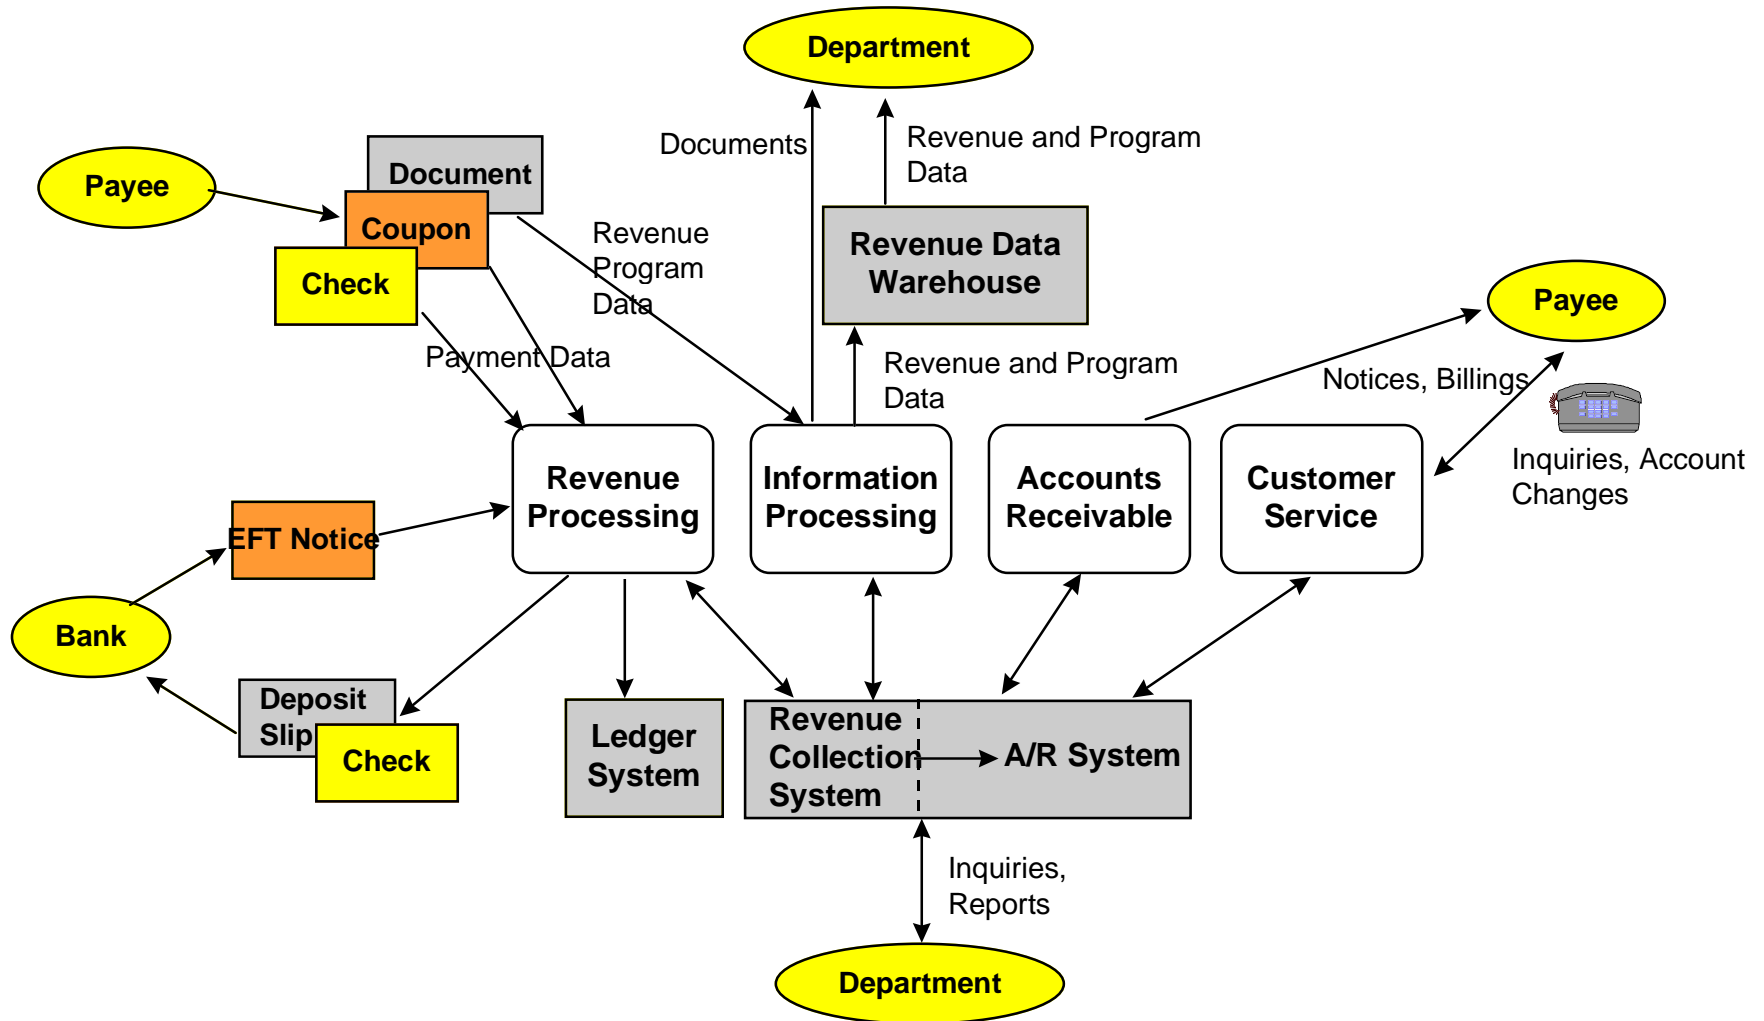 Department
Documents
Revenue and Program
Data
Document
Payee
Coupon
Check
Revenue
Program
Data
Revenue Data
Warehouse
Payee
Payment Data
Revenue and Program
Data
Notices, Billings
Inquiries, Account
Changes
Revenue
Processing
Information
Processing
Accounts
Receivable
Customer
Service
EFT Notice
Bank
Deposit
Slip
Check
Ledger
System
Revenue
Collection
System
A/R System
Inquiries,
Reports
Department